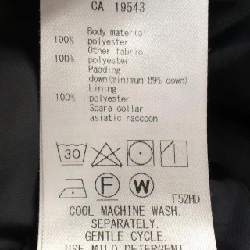 CA 19543
Body material
100% polyester
Other fabric
100% polyester
Padding
down(minimum 85% down)
Lining
100% polyester
Scare collar
asiatic raccoon
30
F W
F52HD
COOL MACHINE WASH.
SEPARATELY.
GENTLE CYCLE.
USE MILD DETERGENT